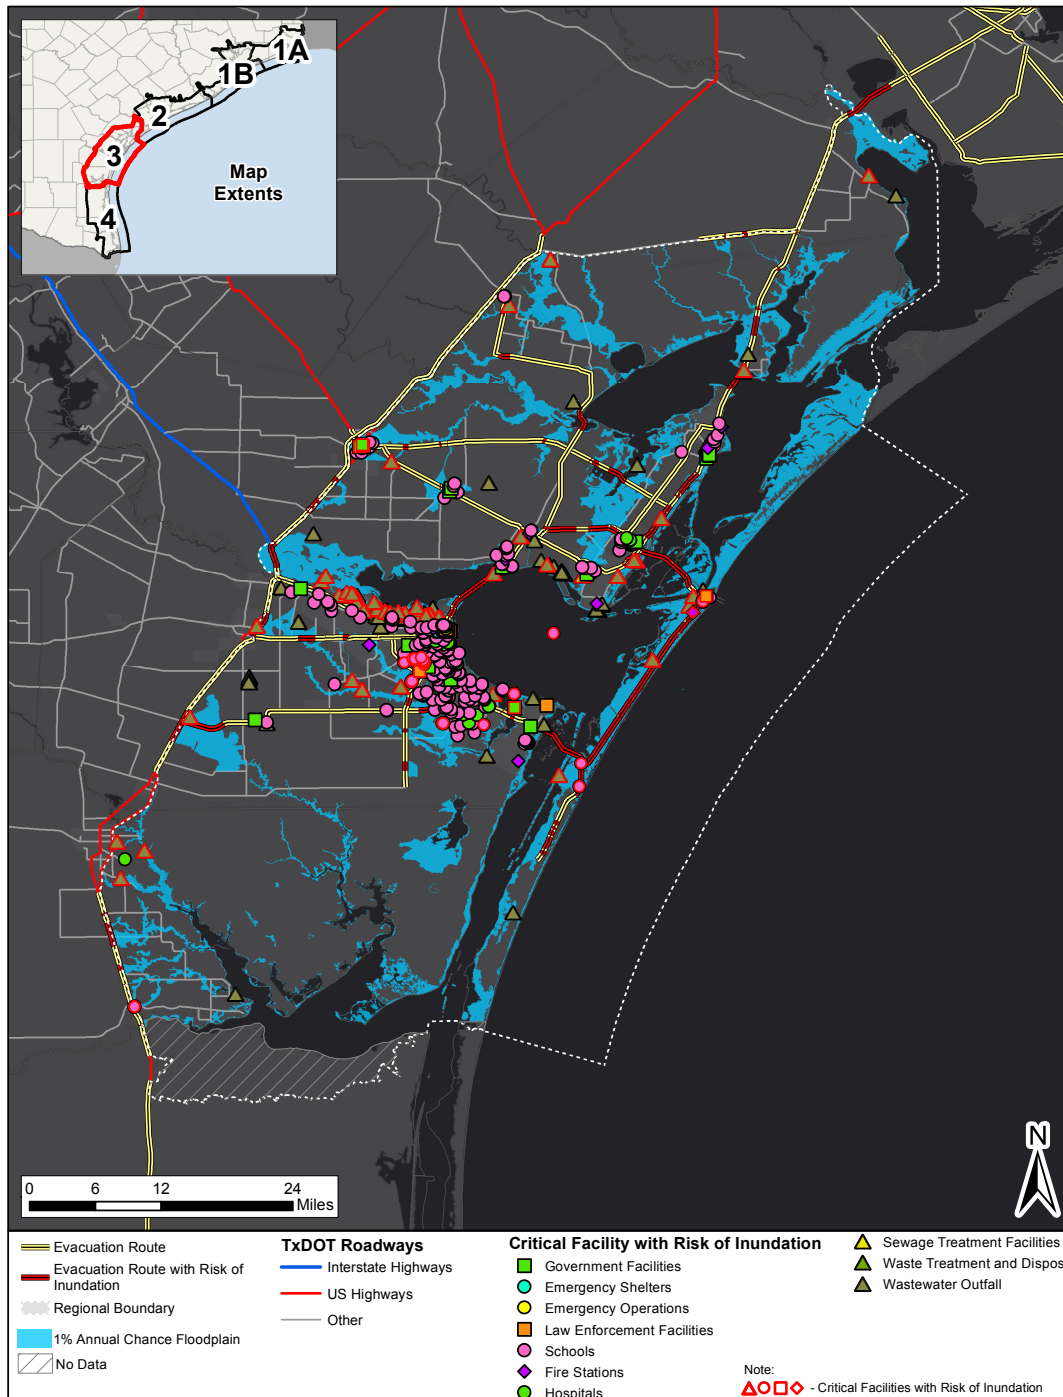 1A
1B
2
3
4
Map
Extents
N
0 6 12 24
Miles
Evacuation Route
Evacuation Route with Risk of
Inundation
Regional Boundary
1% Annual Chance Floodplain
No Data
TxDOT Roadways
Interstate Highways
US Highways
Other
Critical Facility with Risk of Inundation
Government Facilities
Emergency Shelters
Emergency Operations
Law Enforcement Facilities
Schools
Fire Stations
Hospitals
Sewage Treatment Facilities
Waste Treatment and Dispos
Wastewater Outfall
Note:
- Critical Facilities with Risk of Inundation